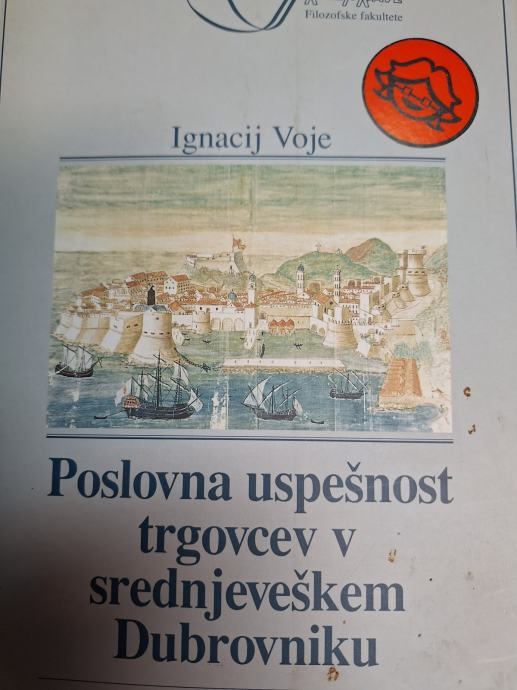 Filozofske fakultete
Ignacij Voje
Poslovna uspešnost
trgovcev v
srednjeveškem
Dubrovniku